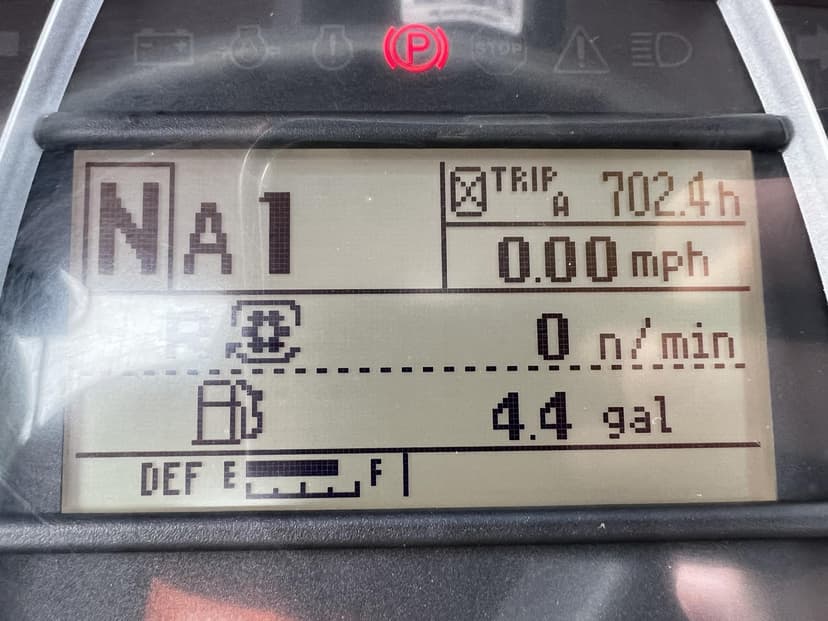 P STOP
N A 1
TRIP A 702.4h
0.00 mph
0 n/min
4.4 gal
DEF E F